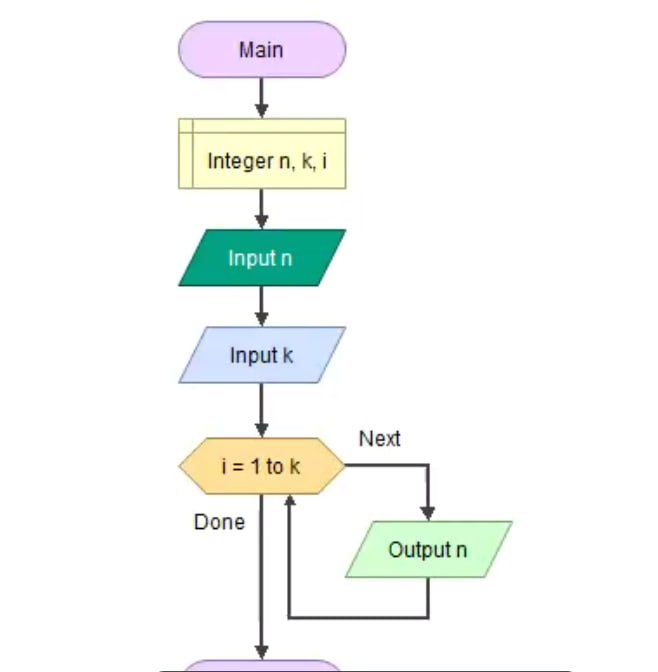 Main
Integer n, k, i
Input n
Input k
Next
i = 1 to k
Done
Output n